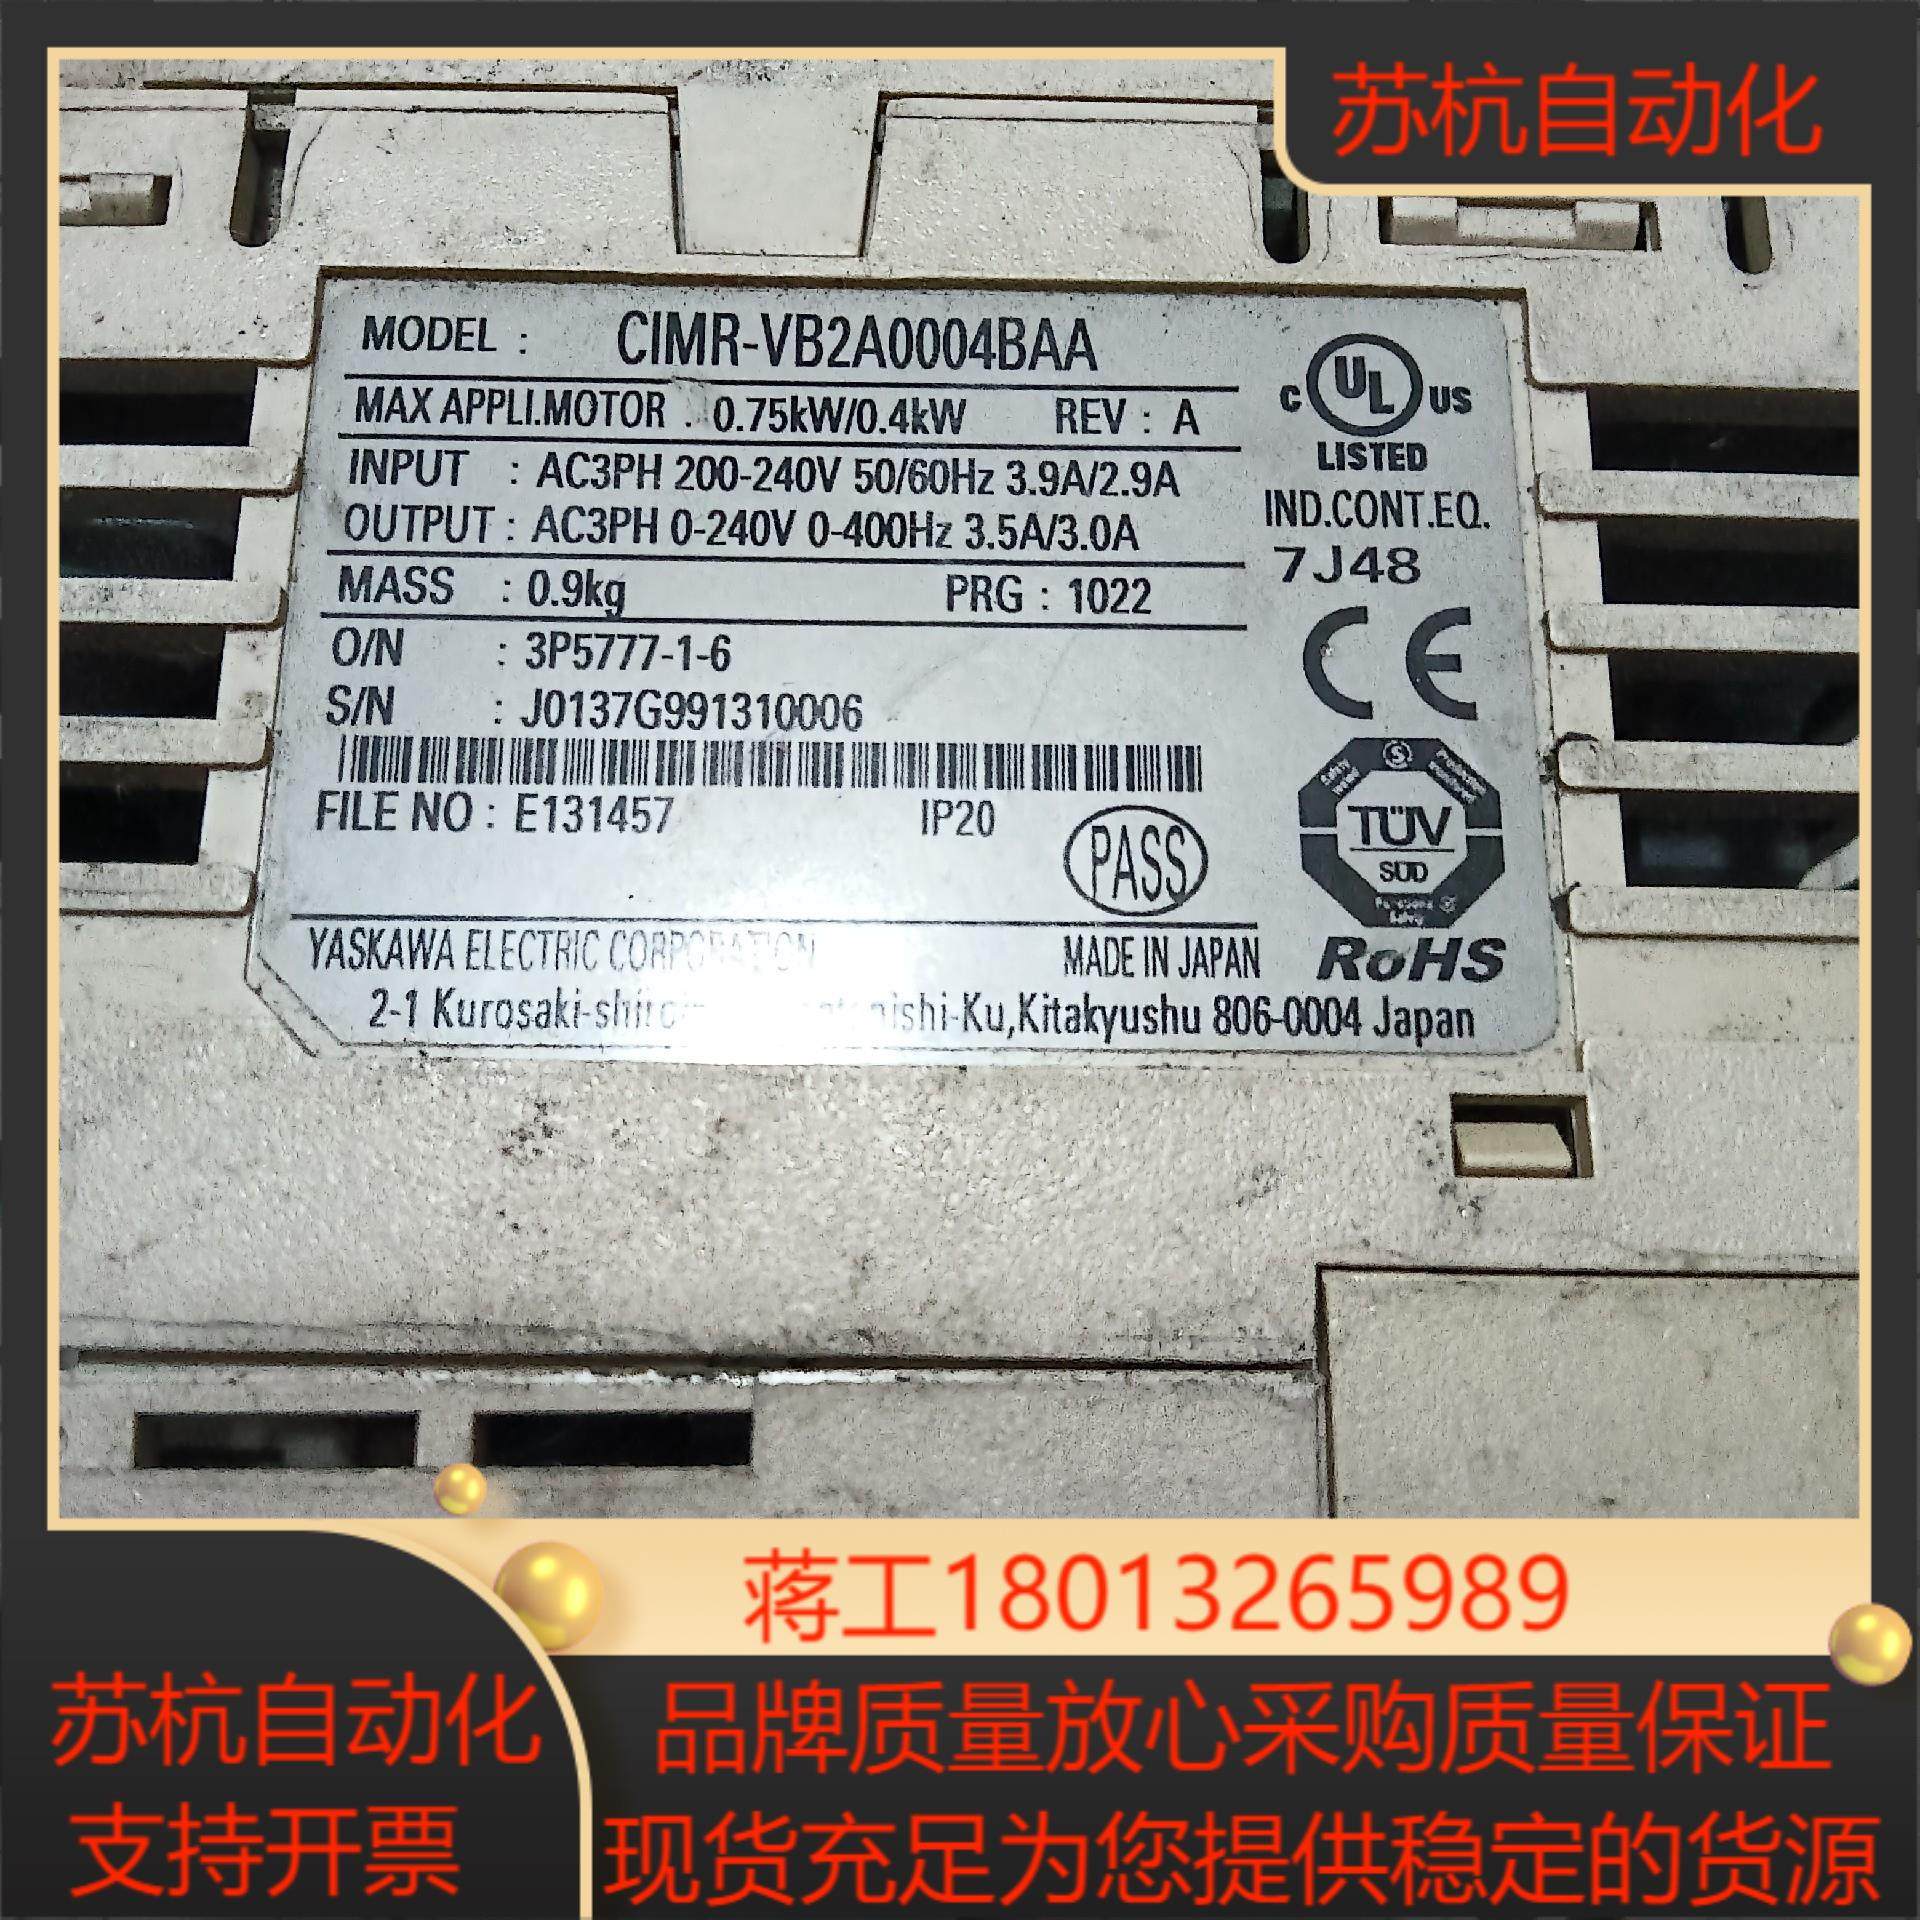 苏杭自动化
MODEL : CIMR-VB2A0004BAA
MAX APPLI.MOTOR : 0.75kW/0.4kW REV : A
INPUT : AC3PH 200-240V 50/60Hz 3.9A/2.9A
OUTPUT : AC3PH 0-240V 0-400Hz 3.5A/3.0A
MASS : 0.9kg PRG : 1022
O/N : 3P5777-1-6
S/N : J0137G991310006
FILE NO : E131457 IP20
PASS
YASKAWA ELECTRIC CORPORATION MADE IN JAPAN
2-1 Kurosaki-shiroi Ku,Kitakyushu 806-0004 Japan
C UL US
LISTED
IND.CONT.EQ.
7J48
CE
TÜV
SÜD
RoHS
蒋工18013265989
苏杭自动化
支持开票
品牌质量放心采购质量保证
现货充足为您提供稳定的货源